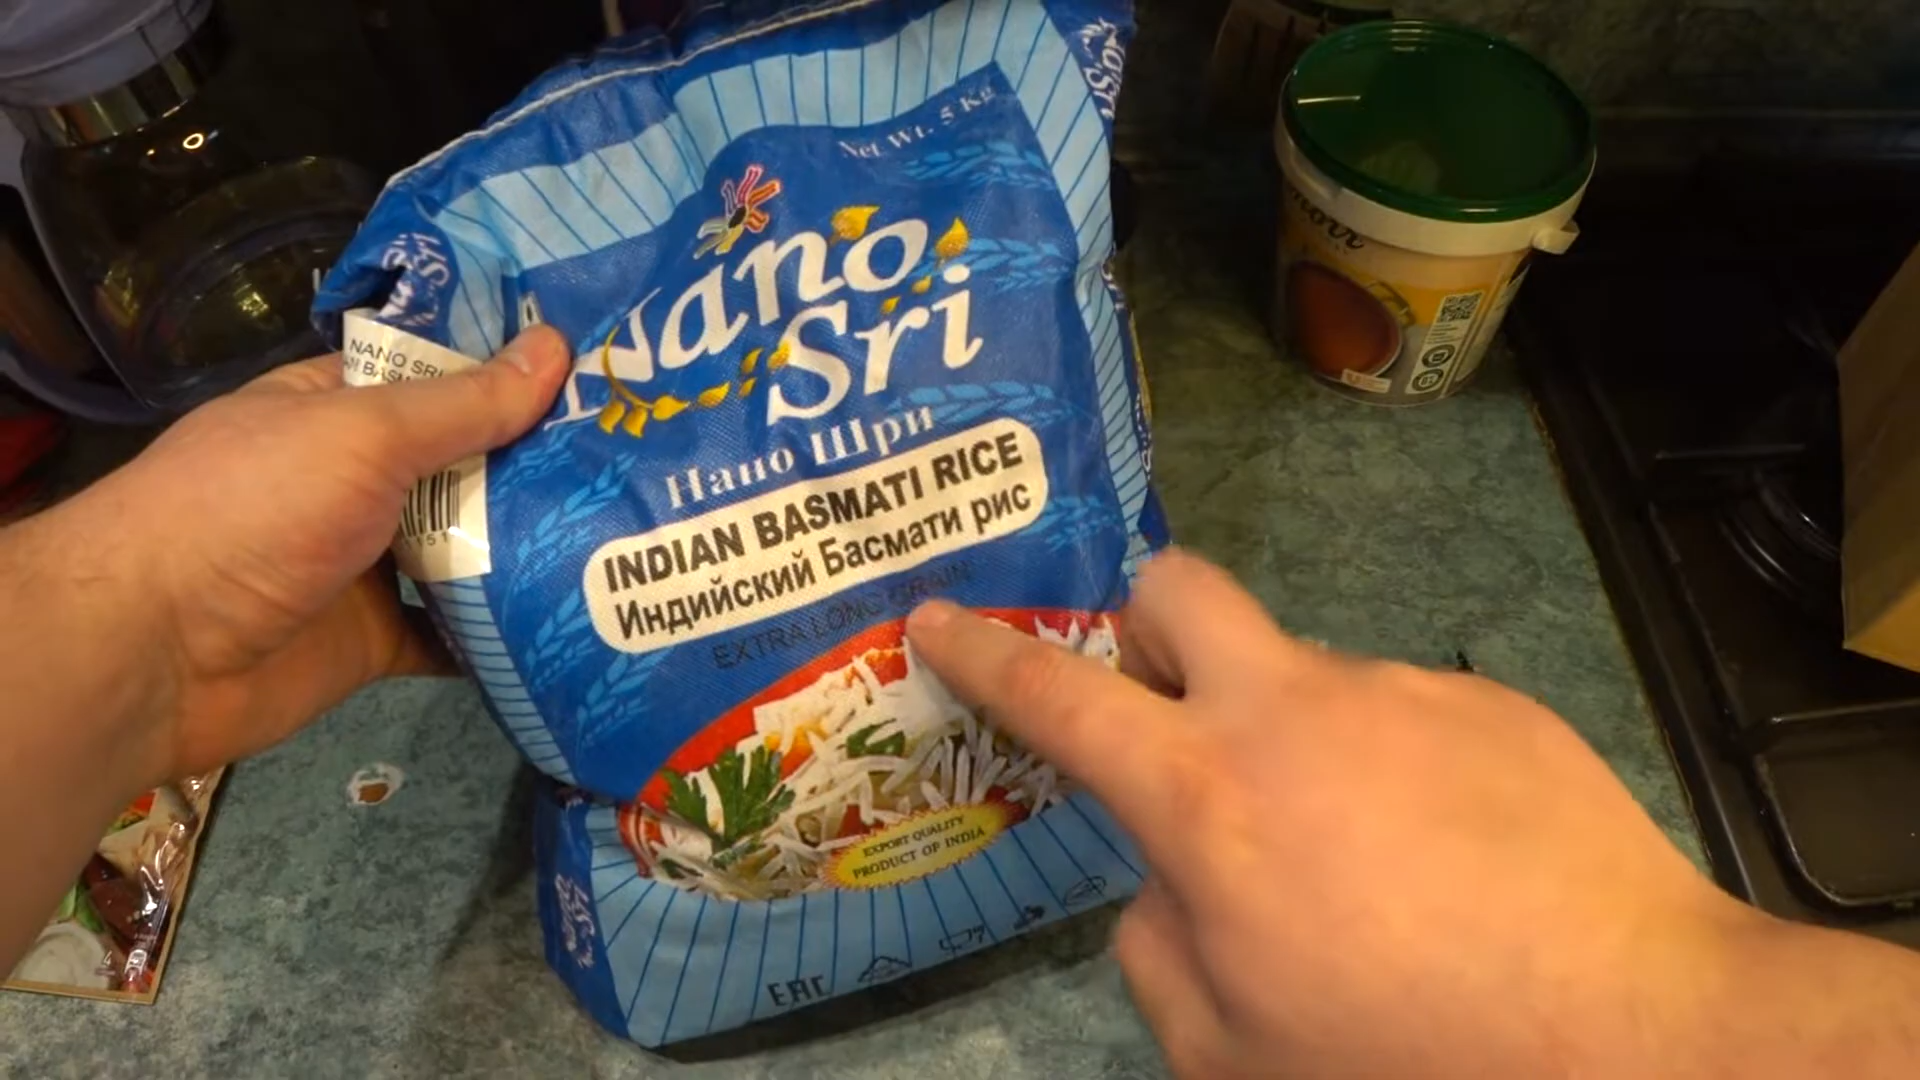 Net Wt. 5 Kg
Nano
Sri
Нано Шри
INDIAN BASMATI RICE
Индийский Басмати рис
EXTRA LONG GRAIN
EXPORT QUALITY
PRODUCT OF INDIA
EAC
NANO SRI